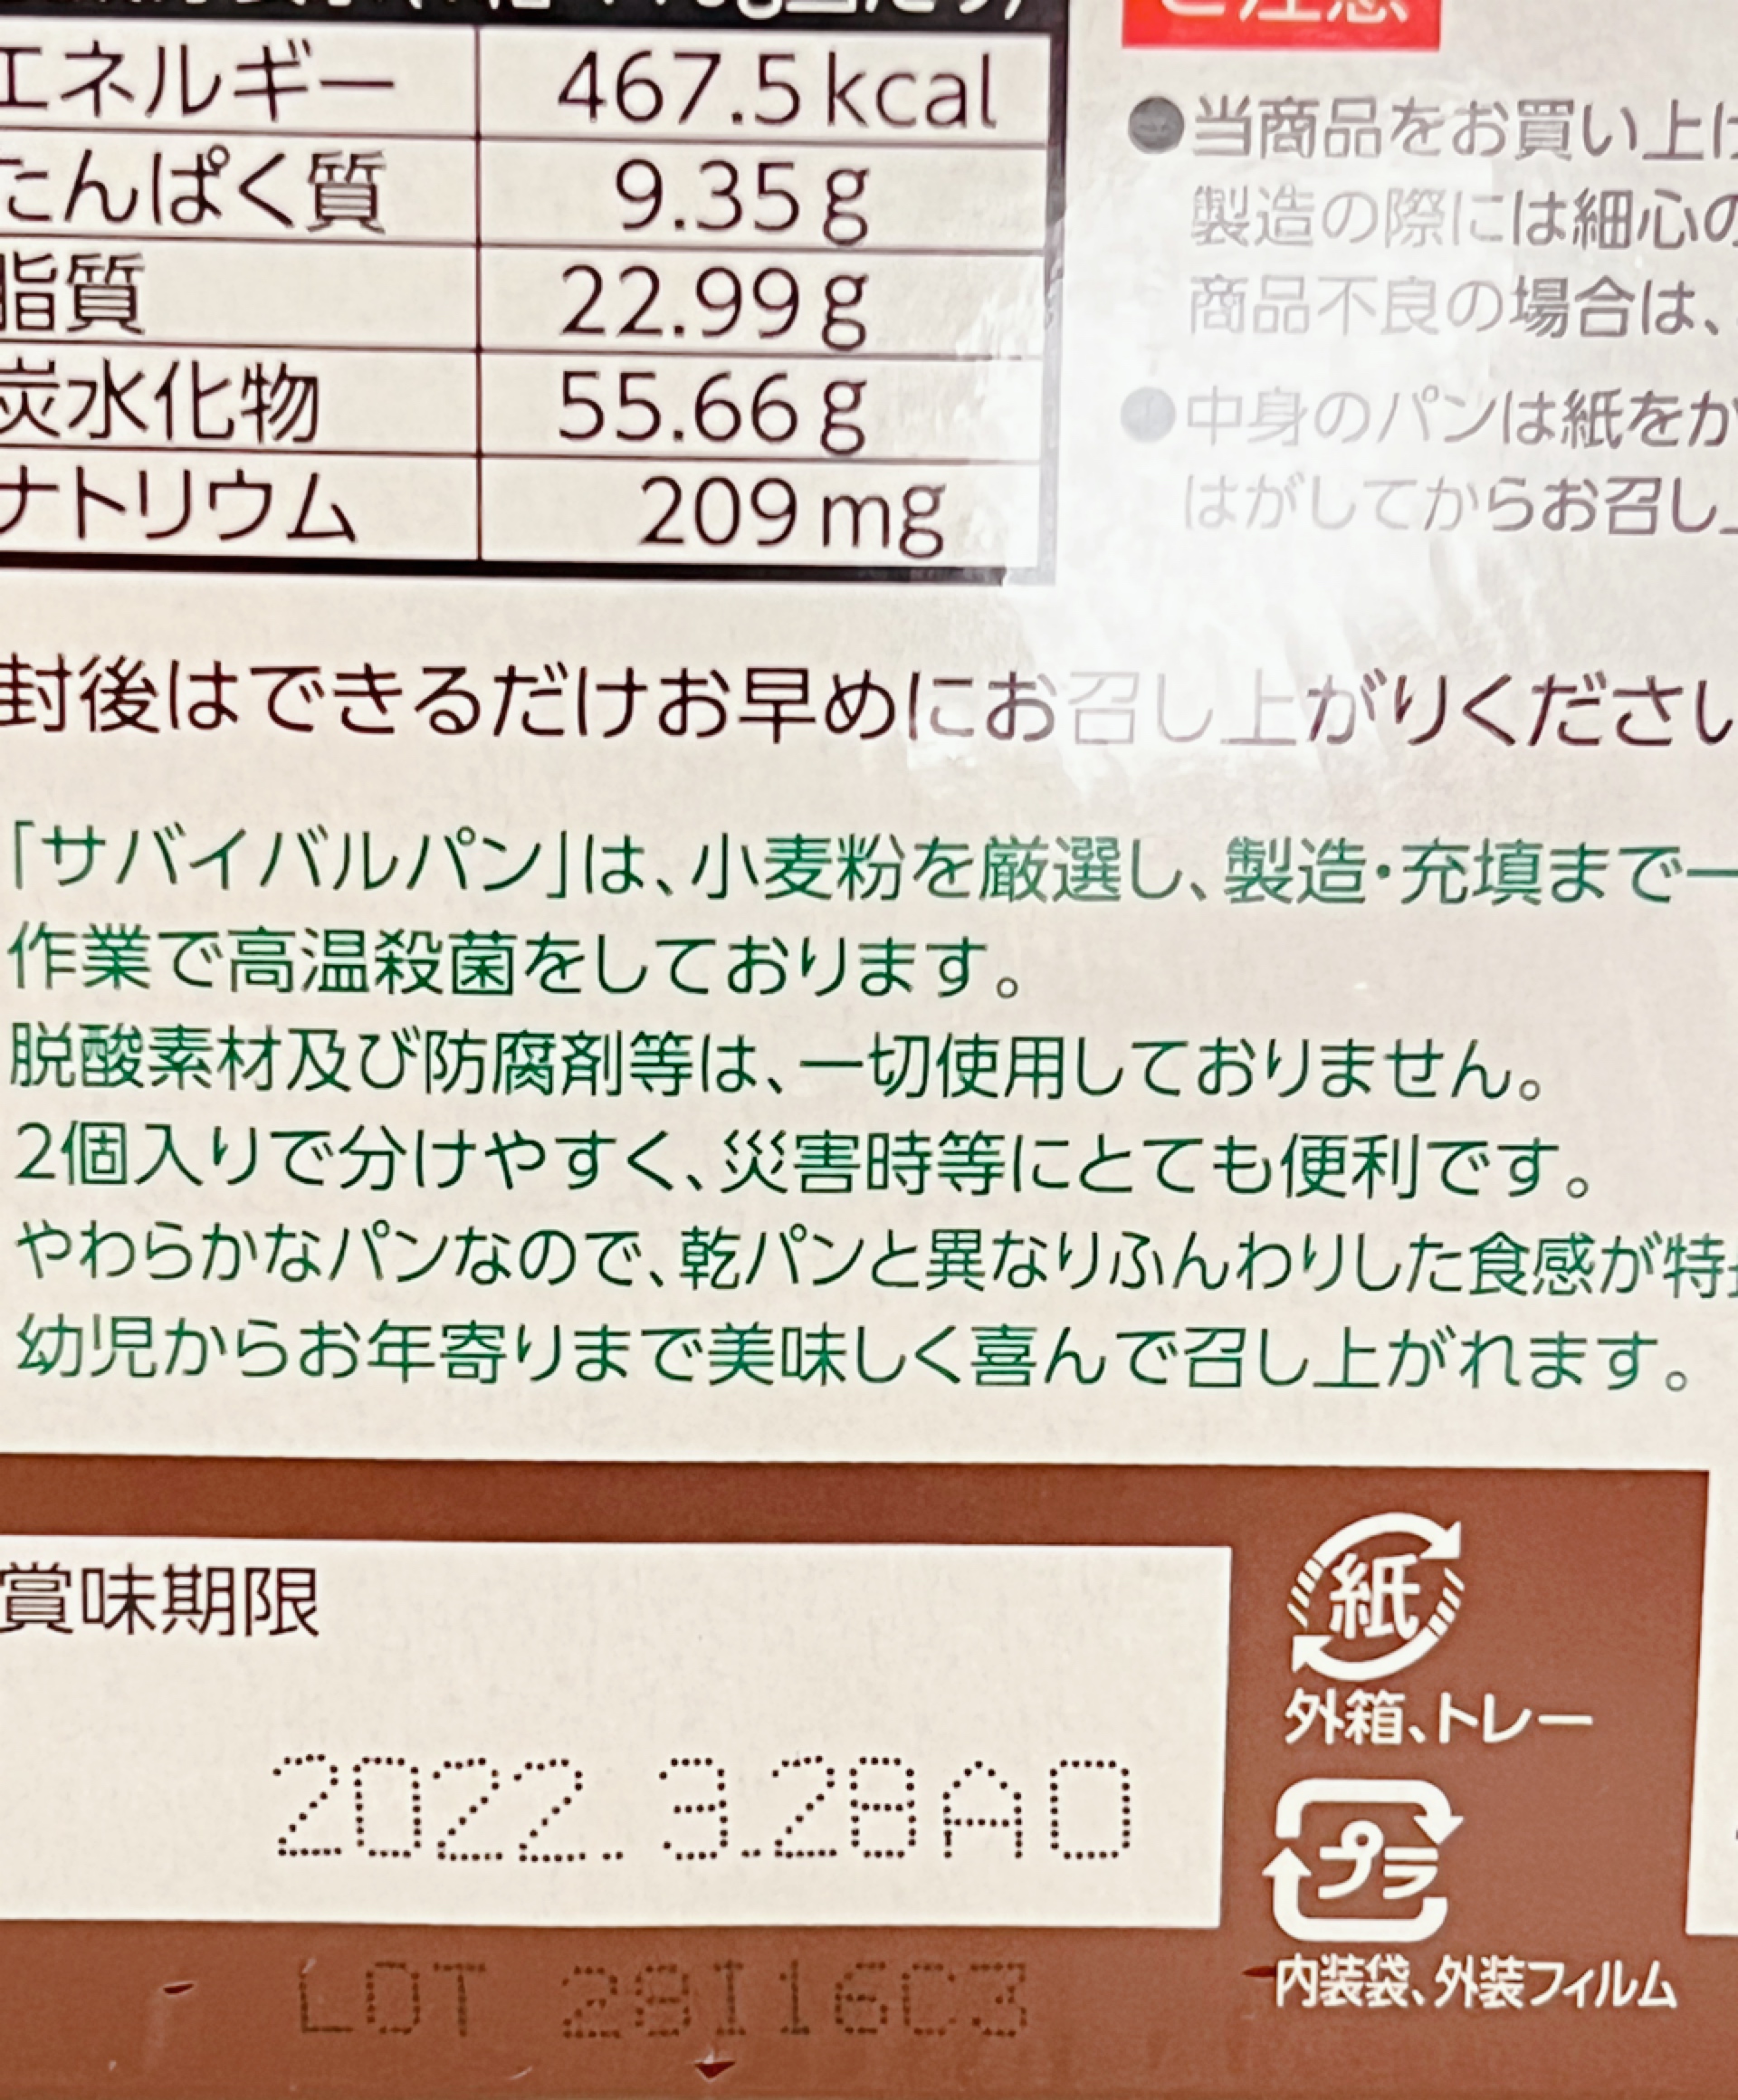 エネルギー 467.5kcal
たんぱく質 9.35g
脂質 22.99g
炭水化物 55.66g
ナトリウム 209mg
ご注意
●当商品をお買い上げ
製造の際には細心の
商品不良の場合は、
●中身のパンは紙をか
はがしてからお召し上
封後はできるだけお早めにお召し上がりください
「サバイバルパン」は、小麦粉を厳選し、製造・充填まで一
作業で高温殺菌をしております。
脱酸素材及び防腐剤等は、一切使用しておりません。
2個入りで分けやすく、災害時等にとても便利です。
やわらかなパンなので、乾パンと異なりふんわりした食感が特長
幼児からお年寄りまで美味しく喜んで召し上がれます。
賞味期限
2022.3.28A0
LOT 28I16C3
紙
外箱、トレー
プラ
内装袋、外装フィルム